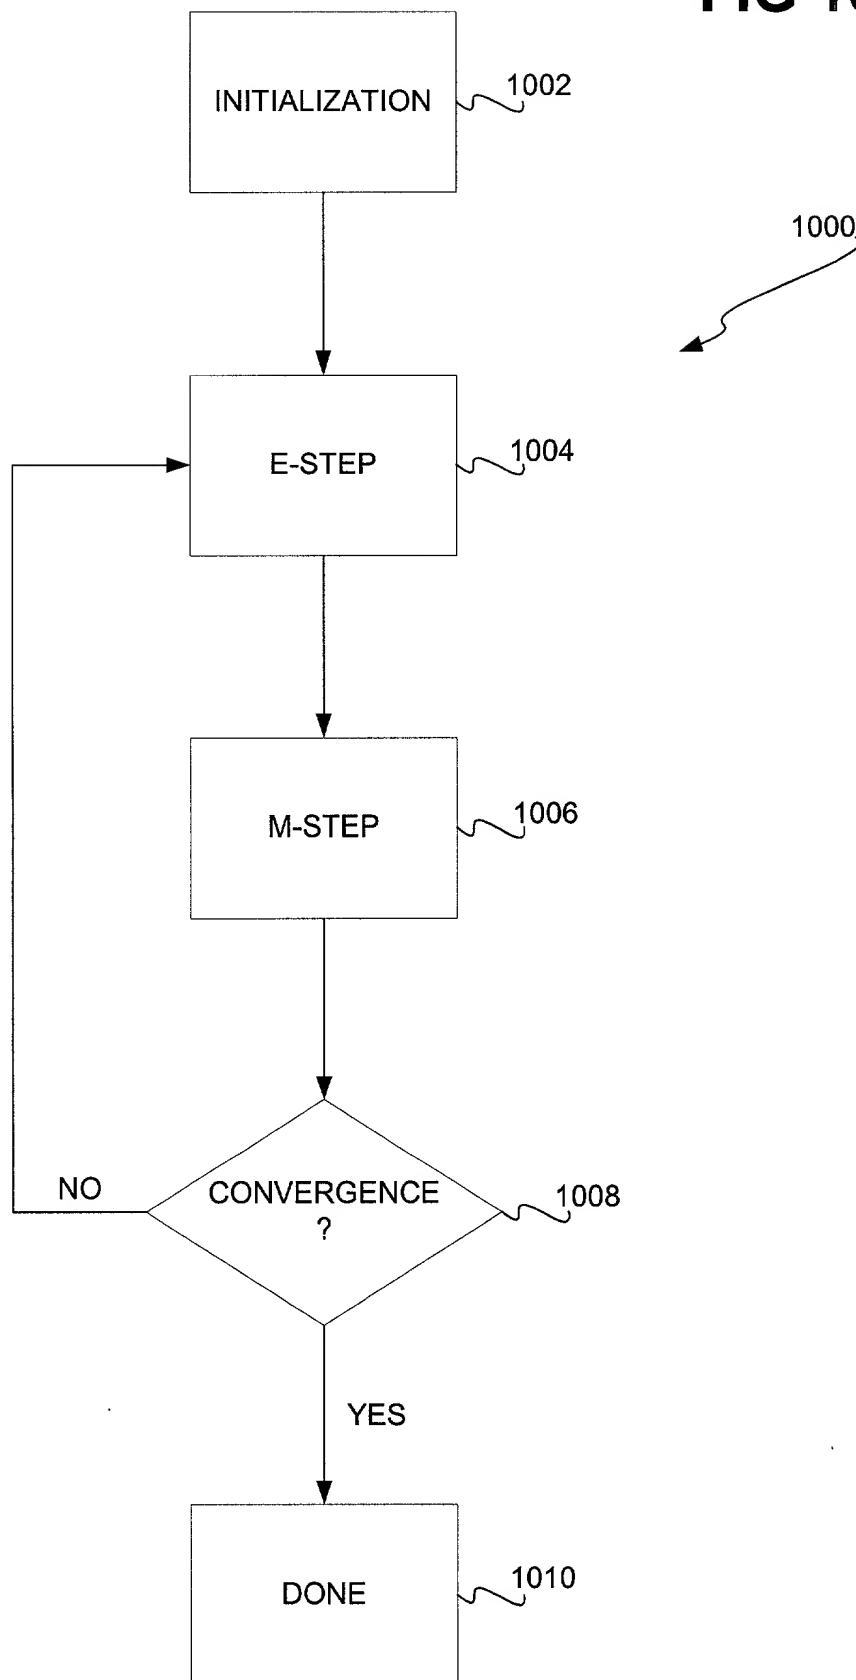 INITIALIZATION
1002
1000
E-STEP
1004
M-STEP
1006
NO
CONVERGENCE
?
1008
YES
DONE
1010